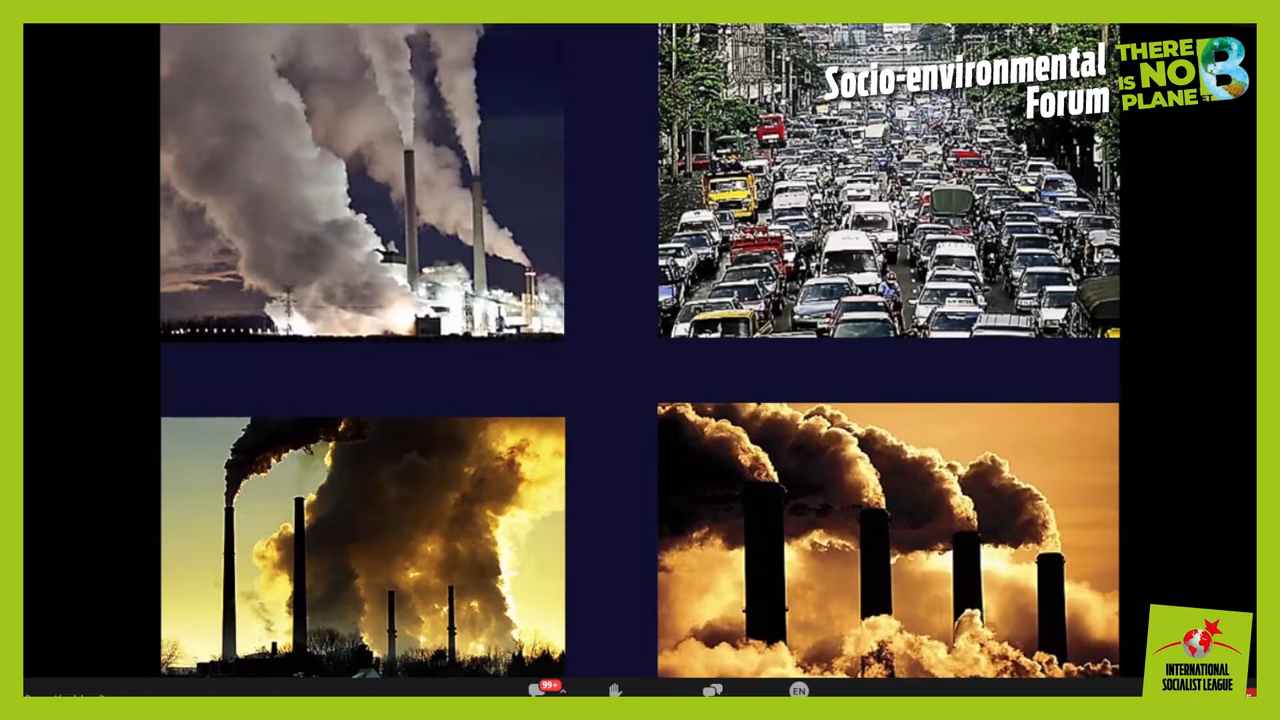 Socio-environmental
Forum
THERE
IS NO
PLANET
B
99+
EN
INTERNATIONAL
SOCIALIST LEAGUE